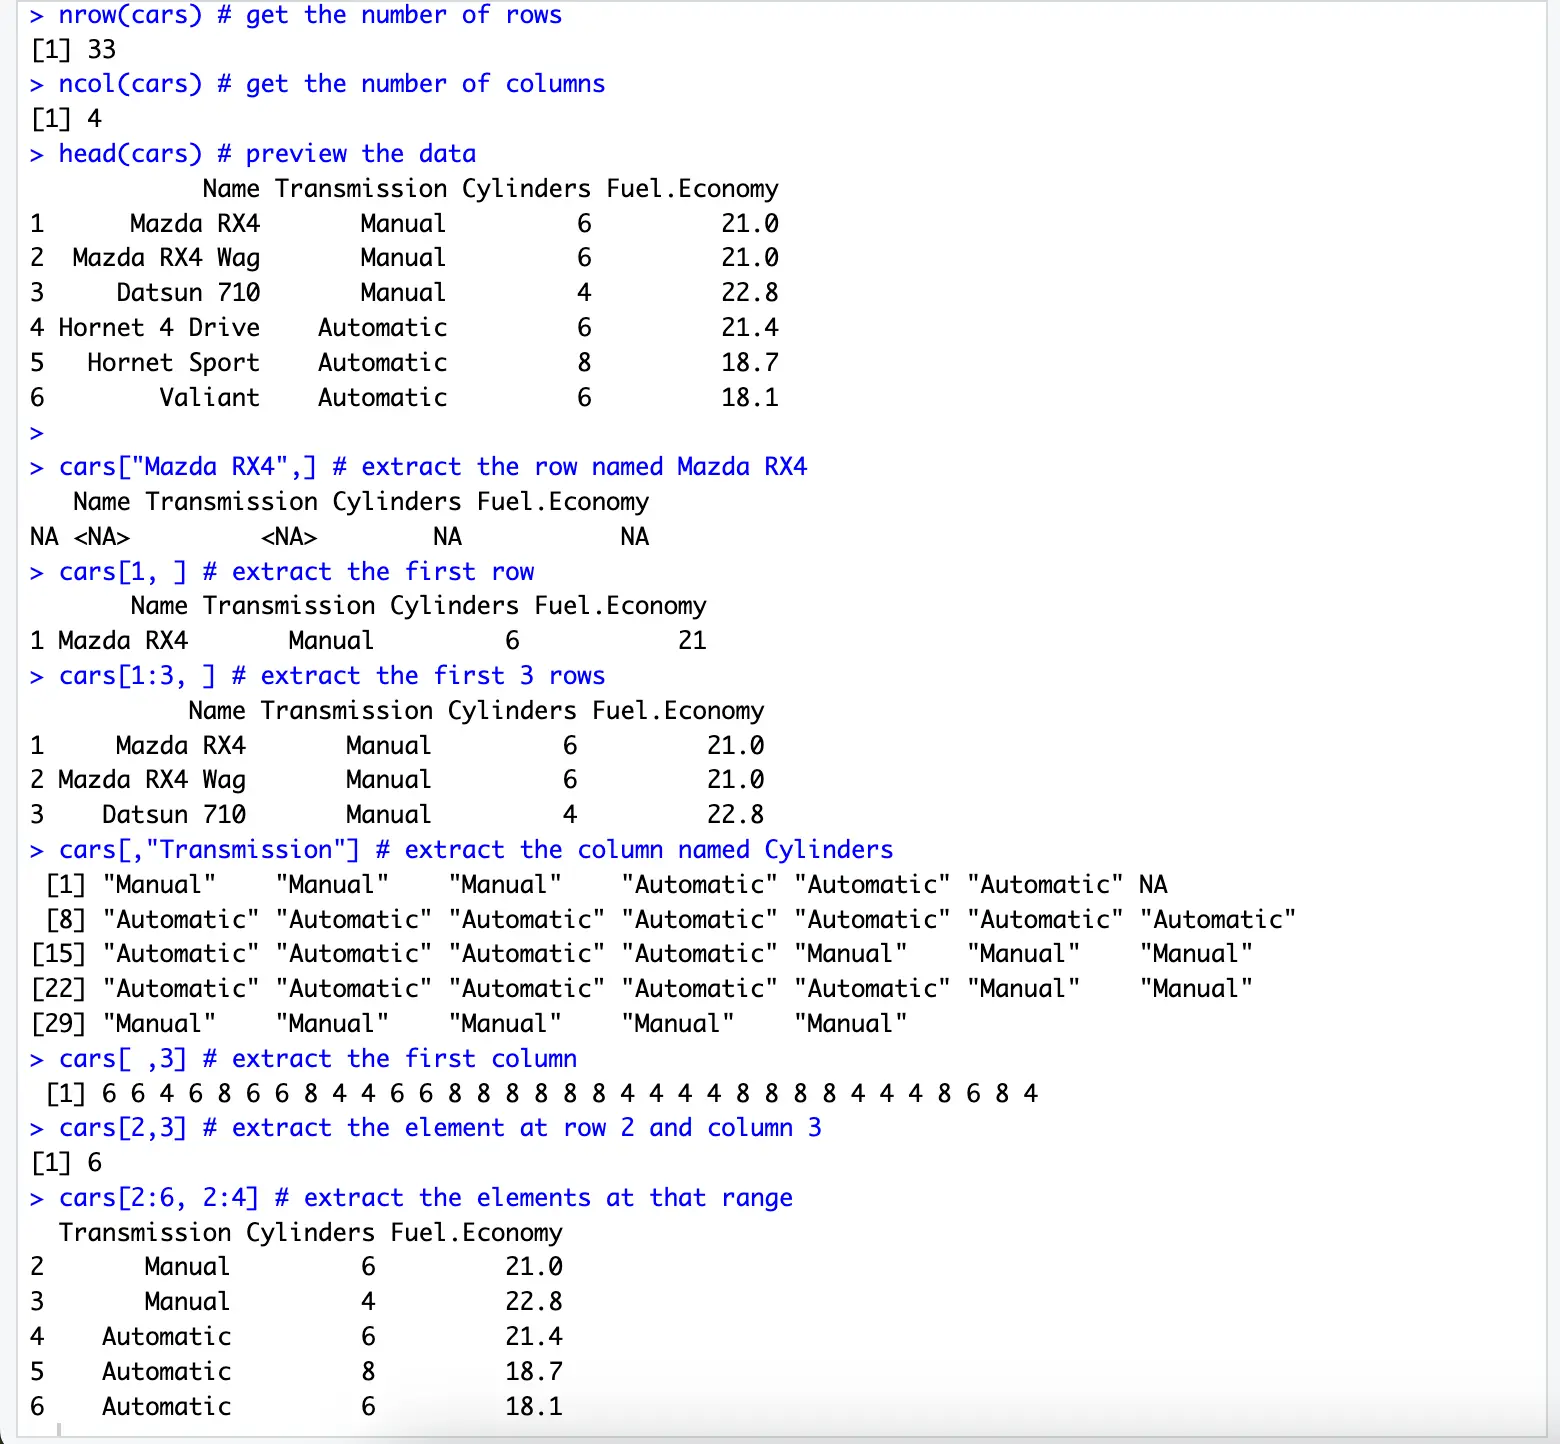 > nrow(cars) # get the number of rows
[1] 33
> ncol(cars) # get the number of columns
[1] 4
> head(cars) # preview the data
            Name Transmission Cylinders Fuel.Economy
1      Mazda RX4       Manual         6         21.0
2  Mazda RX4 Wag       Manual         6         21.0
3     Datsun 710       Manual         4         22.8
4 Hornet 4 Drive    Automatic         6         21.4
5   Hornet Sport    Automatic         8         18.7
6        Valiant    Automatic         6         18.1
>
> cars["Mazda RX4",] # extract the row named Mazda RX4
   Name Transmission Cylinders Fuel.Economy
NA <NA>         <NA>        NA           NA
> cars[1, ] # extract the first row
       Name Transmission Cylinders Fuel.Economy
1 Mazda RX4       Manual         6           21
> cars[1:3, ] # extract the first 3 rows
           Name Transmission Cylinders Fuel.Economy
1     Mazda RX4       Manual         6         21.0
2 Mazda RX4 Wag       Manual         6         21.0
3    Datsun 710       Manual         4         22.8
> cars[,"Transmission"] # extract the column named Cylinders
 [1] "Manual"    "Manual"    "Manual"    "Automatic" "Automatic" "Automatic" NA
 [8] "Automatic" "Automatic" "Automatic" "Automatic" "Automatic" "Automatic" "Automatic"
[15] "Automatic" "Automatic" "Automatic" "Automatic" "Manual"    "Manual"    "Manual"
[22] "Automatic" "Automatic" "Automatic" "Automatic" "Automatic" "Manual"    "Manual"
[29] "Manual"    "Manual"    "Manual"    "Manual"    "Manual"
> cars[ ,3] # extract the first column
 [1] 6 6 4 6 8 6 6 8 4 4 6 6 8 8 8 8 8 8 4 4 4 4 8 8 8 8 4 4 4 8 6 8 4
> cars[2,3] # extract the element at row 2 and column 3
[1] 6
> cars[2:6, 2:4] # extract the elements at that range
  Transmission Cylinders Fuel.Economy
2       Manual         6         21.0
3       Manual         4         22.8
4    Automatic         6         21.4
5    Automatic         8         18.7
6    Automatic         6         18.1